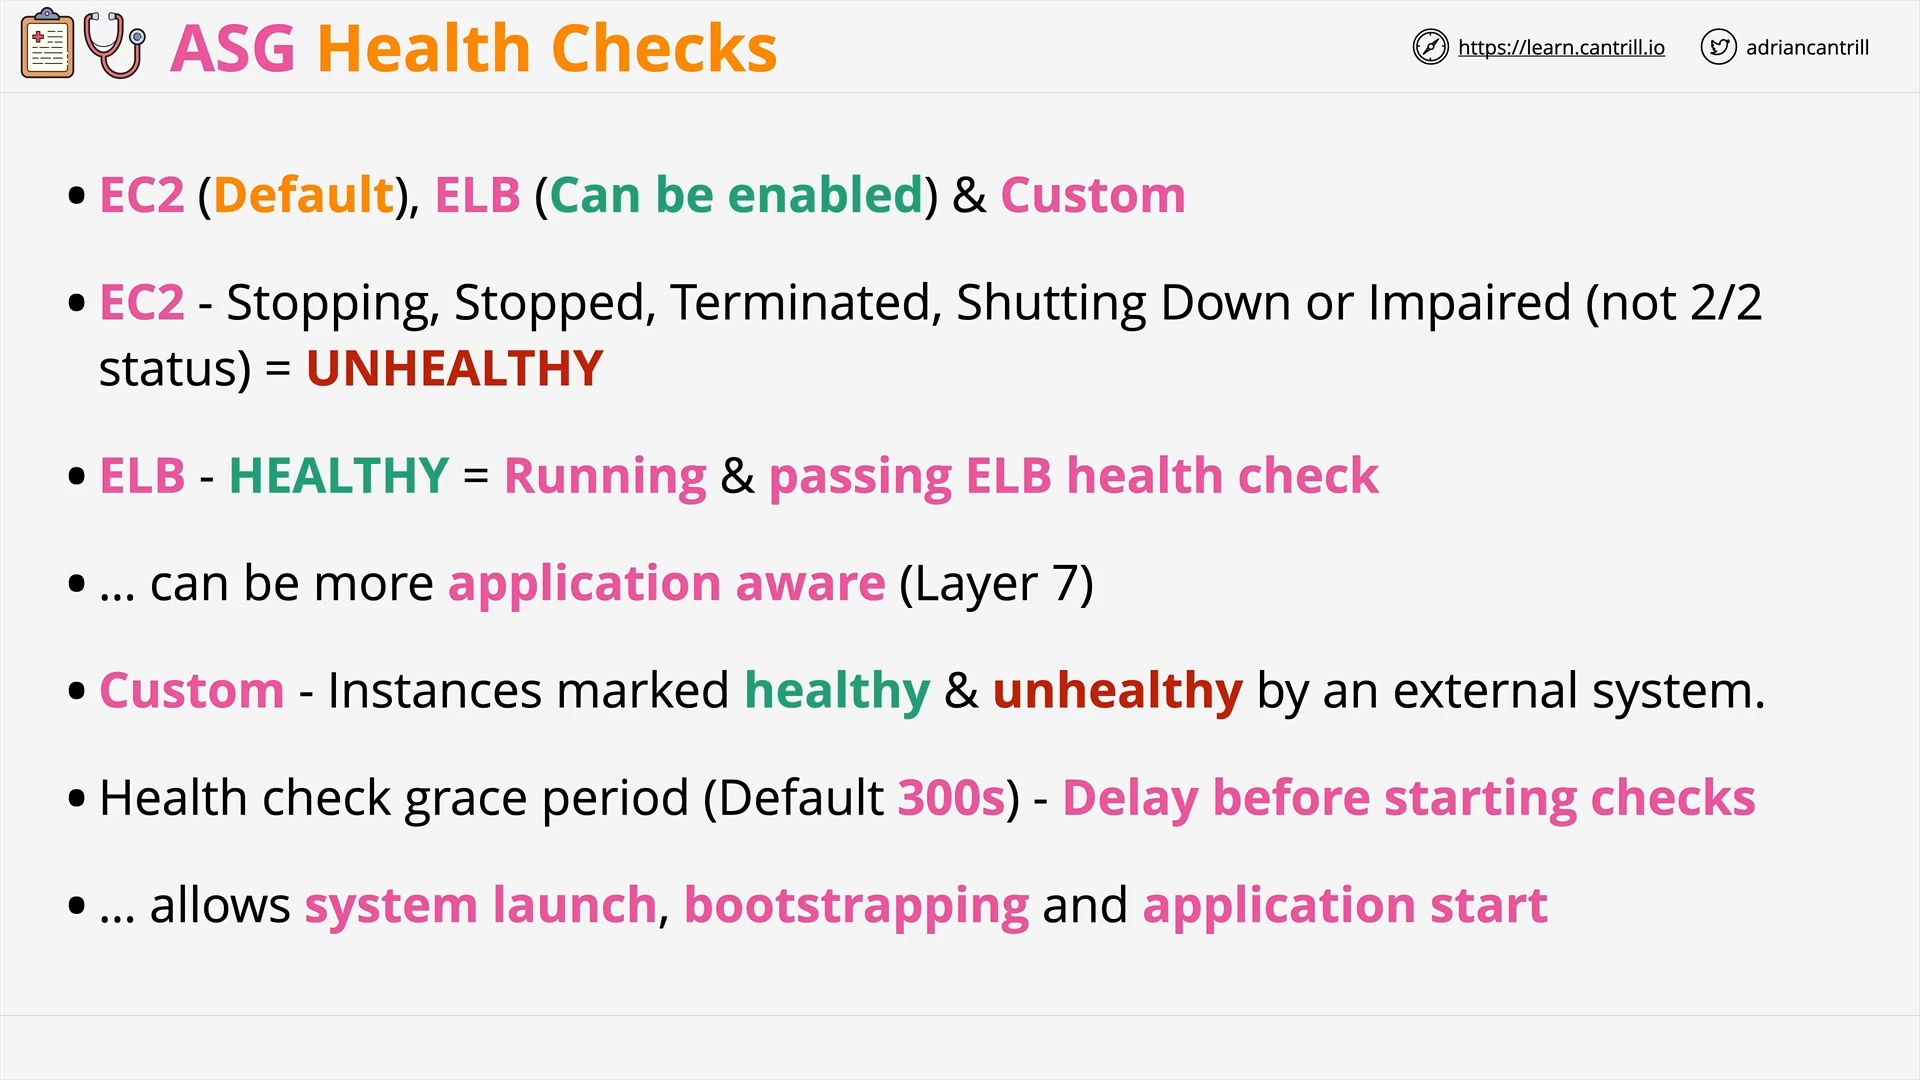 ASG Health Checks
https://learn.cantrill.io
adriancantrill
• EC2 (Default), ELB (Can be enabled) & Custom
• EC2 - Stopping, Stopped, Terminated, Shutting Down or Impaired (not 2/2
status) = UNHEALTHY
• ELB - HEALTHY = Running & passing ELB health check
• ... can be more application aware (Layer 7)
• Custom - Instances marked healthy & unhealthy by an external system.
• Health check grace period (Default 300s) - Delay before starting checks
• ... allows system launch, bootstrapping and application start